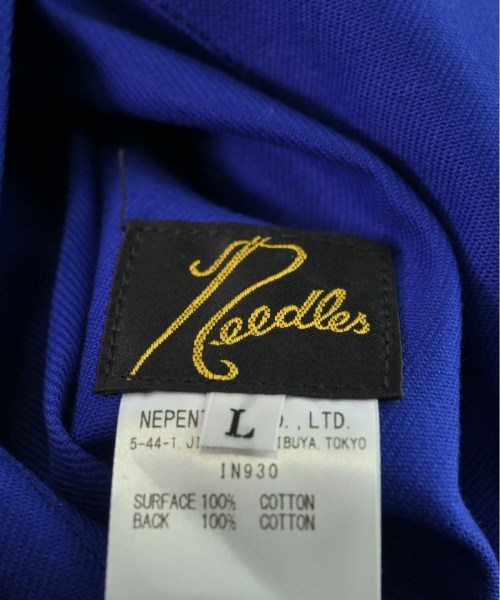 Needles
L
NEPENT O., LTD.
5-44-1, JI IBUYA, TOKYO
IN930
SURFACE 100% COTTON
BACK 100% COTTON